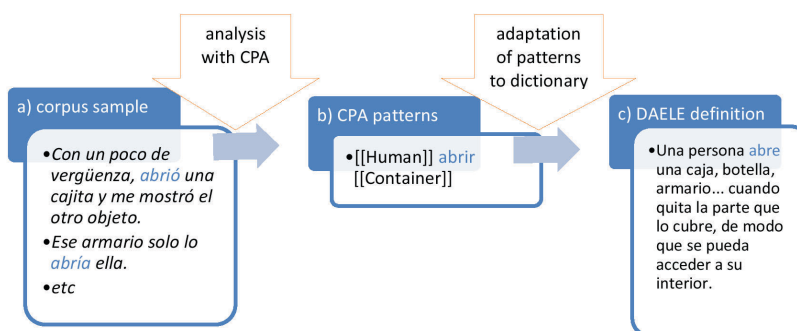 analysis
with CPA
adaptation
of patterns
to dictionary
a) corpus sample
•Con un poco de
vergüenza, abrió una
cajita y me mostró el
otro objeto.
•Ese armario solo lo
abría ella.
•etc
b) CPA patterns
•[[Human]] abrir
[[Container]]
c) DAELE definition
•Una persona abre
una caja, botella,
armario... cuando
quita la parte que
lo cubre, de modo
que se pueda
acceder a su
interior.